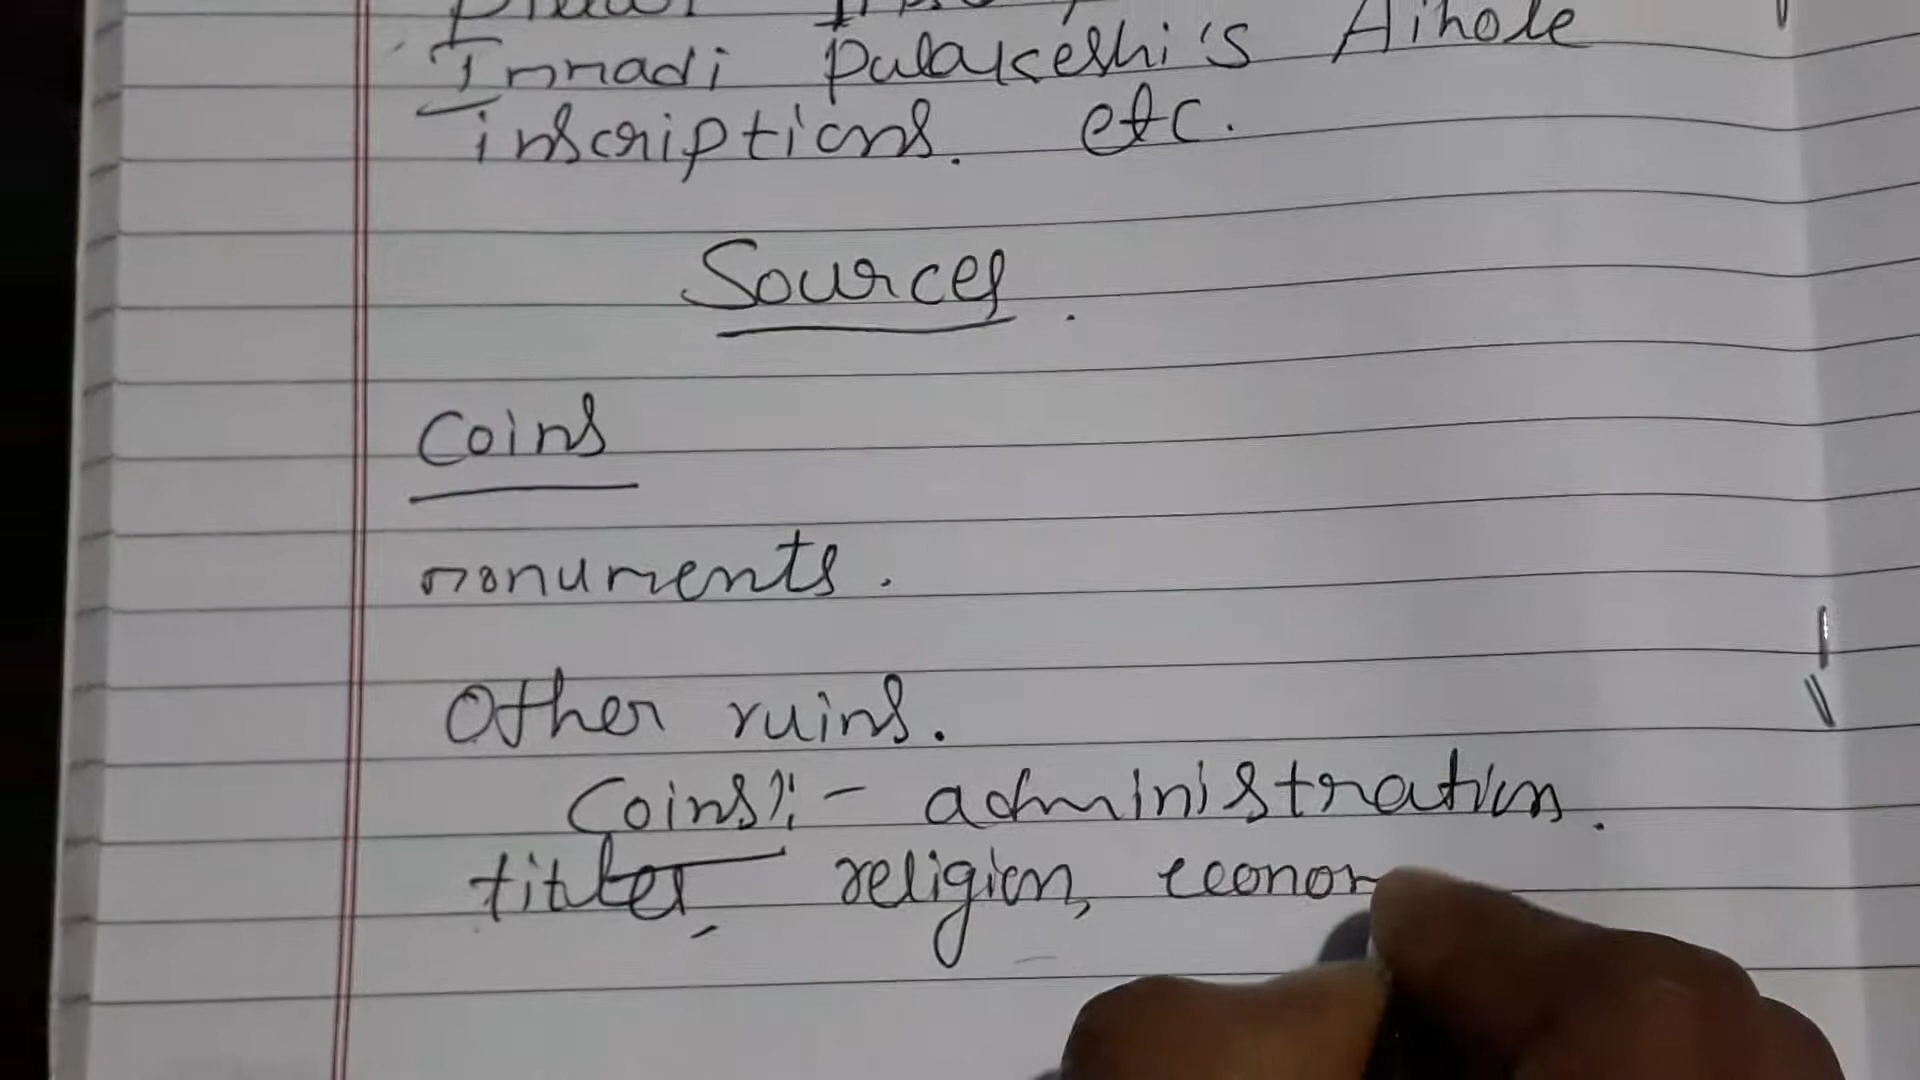 Immadi Pulakeshi's Aihole
inscriptions. etc.
Sources.
Coins
monuments.
Other ruins.
Coins:- administration.
titles, religion, econom